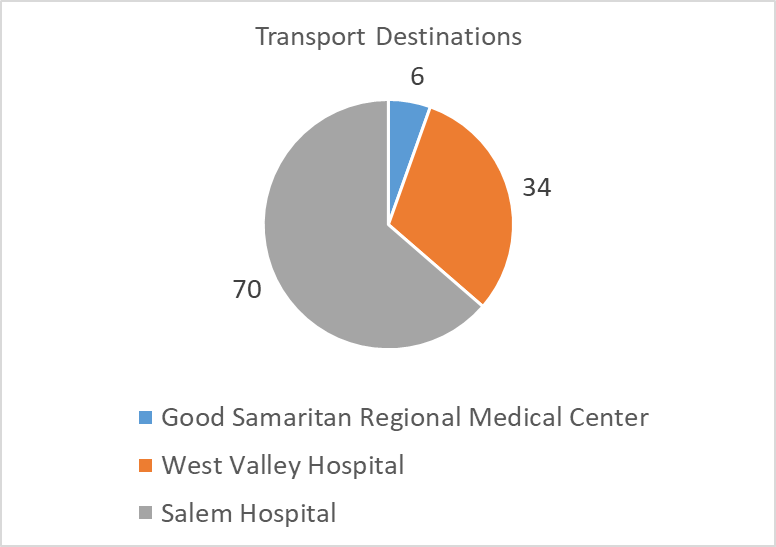 Transport Destinations
6
34
70
Good Samaritan Regional Medical Center
West Valley Hospital
Salem Hospital